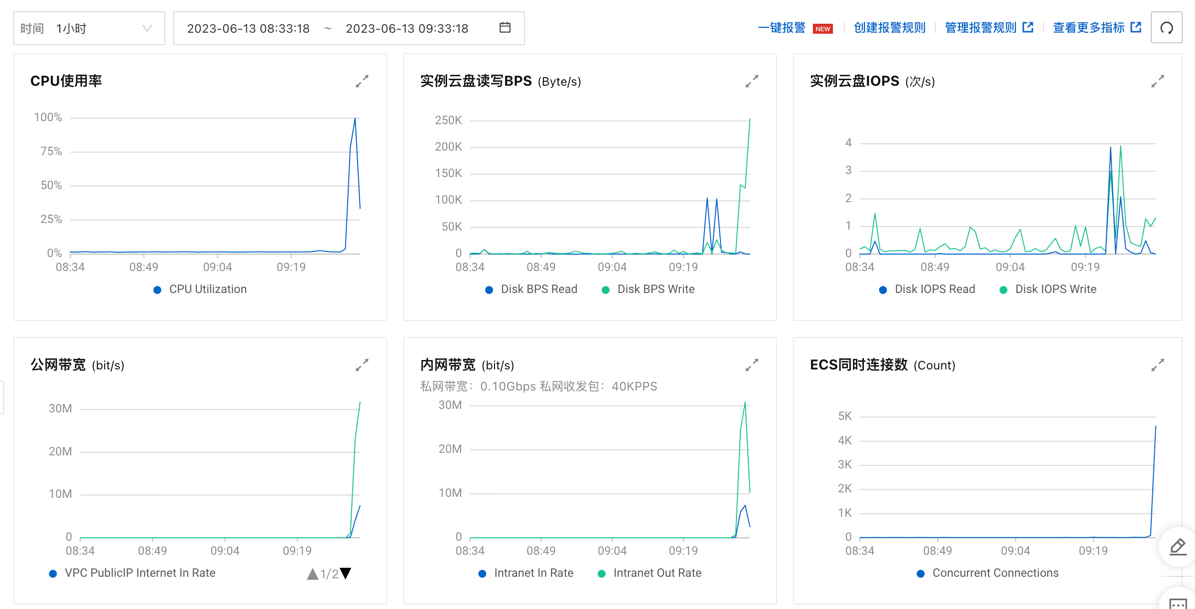 时间 1小时 2023-06-13 08:33:18 ~ 2023-06-13 09:33:18 一键报警 NEW 创建报警规则 管理报警规则 查看更多指标
CPU使用率
100%
75%
50%
25%
0%
08:34 08:49 09:04 09:19
CPU Utilization
实例云盘读写BPS (Byte/s)
250K
200K
150K
100K
50K
0
08:34 08:49 09:04 09:19
Disk BPS Read Disk BPS Write
实例云盘IOPS (次/s)
4
3
2
1
0
08:34 08:49 09:04 09:19
Disk IOPS Read Disk IOPS Write
公网带宽 (bit/s)
30M
20M
10M
0
08:34 08:49 09:04 09:19
VPC PublicIP Internet In Rate 1/2
内网带宽 (bit/s)
私网带宽：0.10Gbps 私网收发包：40KPPS
30M
20M
10M
0
08:34 08:49 09:04 09:19
Intranet In Rate Intranet Out Rate
ECS同时连接数 (Count)
5K
4K
3K
2K
1K
0
08:34 08:49 09:04 09:19
Concurrent Connections